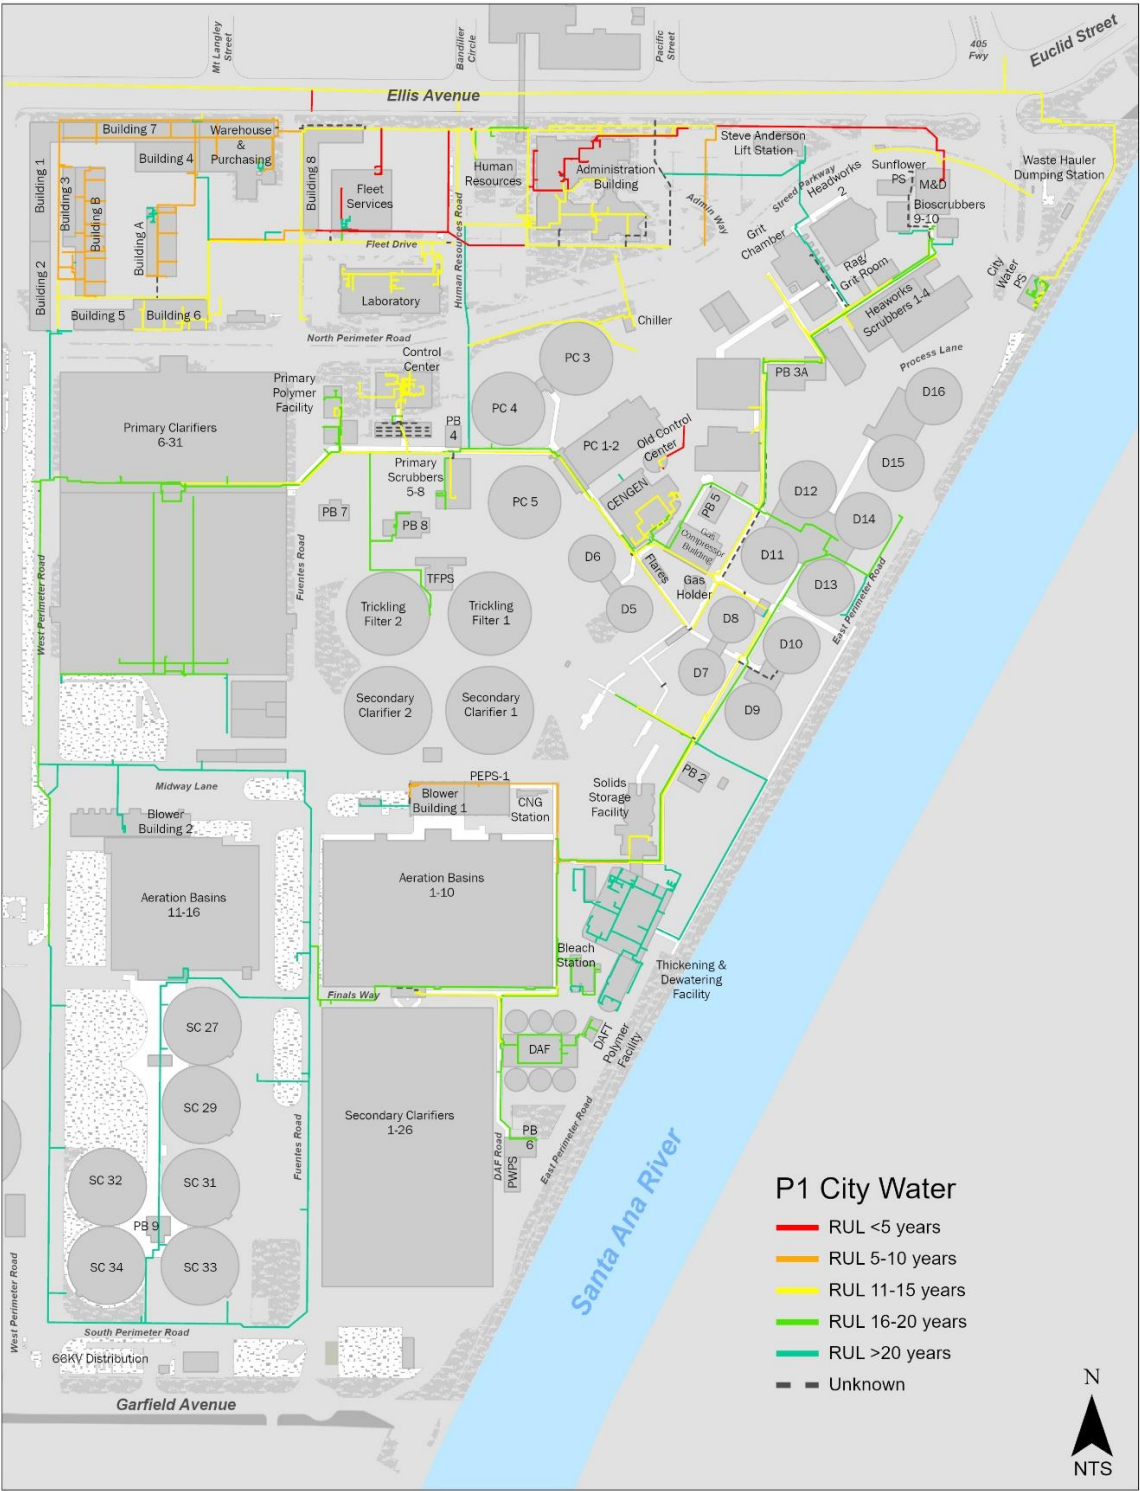 Mt Langley
Street
Bandilier
Circle
Pacific
Street
405
Fwy
Euclid Street
Ellis Avenue
Building 7
Warehouse
&
Purchasing
Building 4
Building 1
Building 3
Building B
Building A
Building 2
Building 5
Building 6
Building 8
Fleet
Services
Fleet Drive
Laboratory
Human Resources Road
Human
Resources
Administration
Building
Steve Anderson
Lift Station
Admin Way
Streed Parkway
Headworks
2
Sunflower
PS
M&D
Bioscrubbers
9-10
Waste Hauler
Dumping Station
Grit
Chamber
Rag/
Grit Room
Heaworks
Scrubbers 1-4
City
Water
PS
Process Lane
Chiller
North Perimeter Road
Control
Center
Primary
Polymer
Facility
Primary Clarifiers
6-31
PB
4
PC 3
PC 4
PC 1-2
PC 5
Old Control
Center
PB 3A
D16
D15
D12
D14
D11
D13
Primary
Scrubbers
5-8
CENGEN
PB 5
Gas
Compressor
Building
PB 7
PB 8
TFPS
D6
D5
Flares
Gas
Holder
D8
D10
D7
D9
East Perimeter Road
West Perimeter Road
Fuentes Road
Trickling
Filter 2
Trickling
Filter 1
Secondary
Clarifier 2
Secondary
Clarifier 1
PB 2
Midway Lane
Blower
Building 2
PEPS-1
Blower
Building 1
CNG
Station
Solids
Storage
Facility
Aeration Basins
11-16
Aeration Basins
1-10
Bleach
Station
Thickening &
Dewatering
Facility
Finals Way
DAFT
Polymer
Facility
DAF
SC 27
SC 29
SC 32
SC 31
PB 9
SC 34
SC 33
Fuentes Road
Secondary Clarifiers
1-26
DAF Road
PB
6
PWPS
East Perimeter Road
Santa Ana River
West Perimeter Road
South Perimeter Road
66KV Distribution
Garfield Avenue
P1 City Water
RUL <5 years
RUL 5-10 years
RUL 11-15 years
RUL 16-20 years
RUL >20 years
Unknown
N
NTS